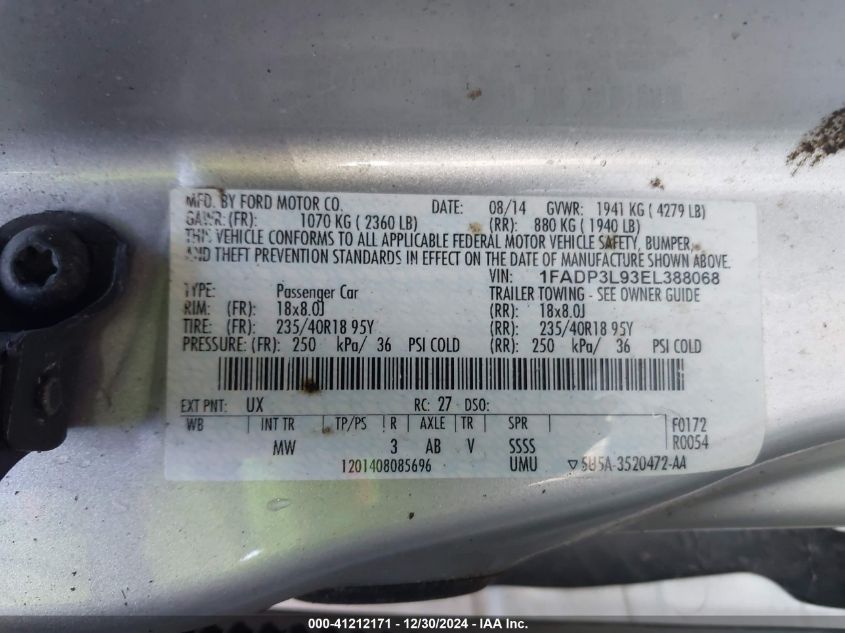 MFD. BY FORD MOTOR CO. DATE: 08/14 GVWR: 1941 KG ( 4279 LB)
GAWR: (FR): 1070 KG ( 2360 LB) (RR): 880 KG ( 1940 LB)
THIS VEHICLE CONFORMS TO ALL APPLICABLE FEDERAL MOTOR VEHICLE SAFETY, BUMPER,
AND THEFT PREVENTION STANDARDS IN EFFECT ON THE DATE OF MANUFACTURE SHOWN ABOVE.
VIN: 1FADP3L93EL388068
TYPE: Passenger Car TRAILER TOWING - SEE OWNER GUIDE
RIM: (FR): 18x8.0J (RR): 18x8.0J
TIRE: (FR): 235/40R18 95Y (RR): 235/40R18 95Y
PRESSURE: (FR): 250 kPa/ 36 PSI COLD (RR): 250 kPa/ 36 PSI COLD
EXT PNT: UX RC: 27 DSO:
WB INT TR TP/PS R AXLE TR SPR F0172
MW 3 AB V SSSS R0054
1201408085696 UMU 5U5A-3520472-AA
000-41212171 - 12/30/2024 - IAA Inc.